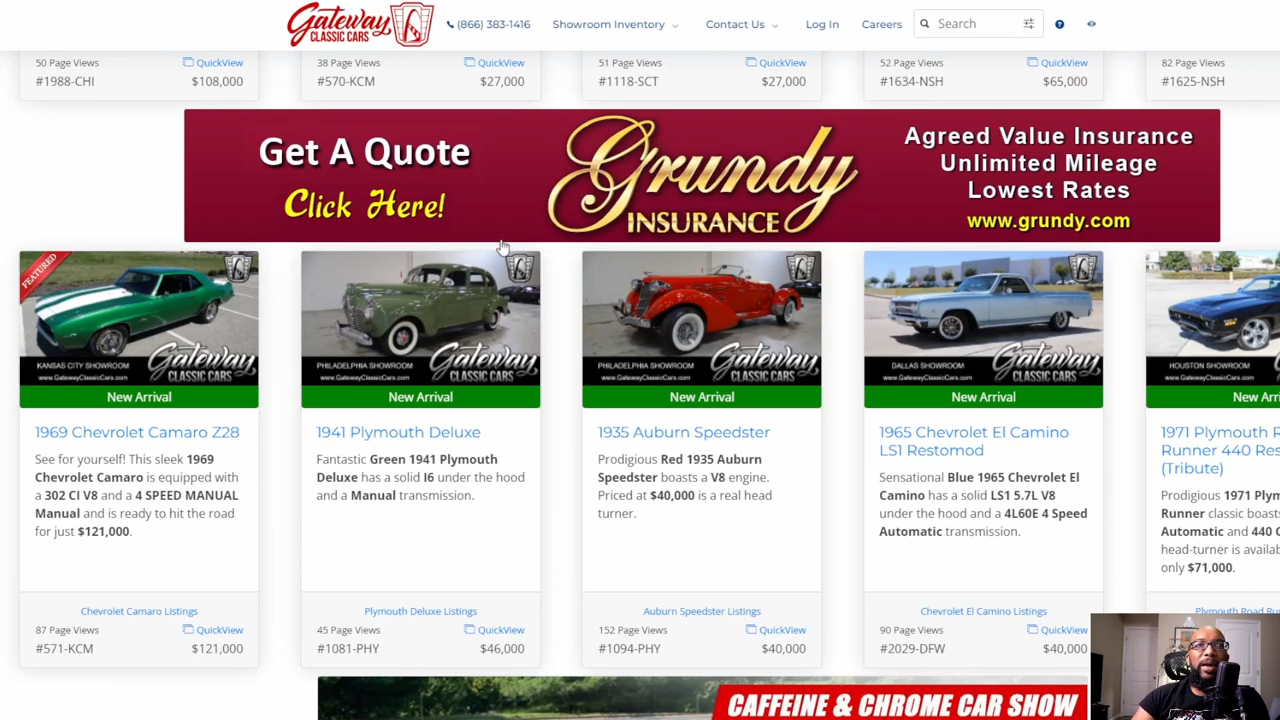 Gateway
CLASSIC CARS
(866) 383-1416
Showroom Inventory
Contact Us
Log In
Careers
Search
50 Page Views
QuickView
#1988-CHI
$108,000
38 Page Views
QuickView
#570-KCM
$27,000
51 Page Views
QuickView
#1118-SCT
$27,000
52 Page Views
QuickView
#1634-NSH
$65,000
82 Page Views
#1625-NSH
Get A Quote
Click Here!
Grundy
INSURANCE
Agreed Value Insurance
Unlimited Mileage
Lowest Rates
www.grundy.com
FEATURED
KANSAS CITY SHOWROOM
www.GatewayClassicCars.com
Gateway
CLASSIC CARS
New Arrival
1969 Chevrolet Camaro Z28
See for yourself! This sleek 1969
Chevrolet Camaro is equipped with
a 302 CI V8 and a 4 SPEED MANUAL
Manual and is ready to hit the road
for just $121,000.
Chevrolet Camaro Listings
87 Page Views
QuickView
#571-KCM
$121,000
PHILADELPHIA SHOWROOM
www.GatewayClassicCars.com
Gateway
CLASSIC CARS
New Arrival
1941 Plymouth Deluxe
Fantastic Green 1941 Plymouth
Deluxe has a solid I6 under the hood
and a Manual transmission.
Plymouth Deluxe Listings
45 Page Views
QuickView
#1081-PHY
$46,000
PHILADELPHIA SHOWROOM
www.GatewayClassicCars.com
Gateway
CLASSIC CARS
New Arrival
1935 Auburn Speedster
Prodigious Red 1935 Auburn
Speedster boasts a V8 engine.
Priced at $40,000 is a real head
turner.
Auburn Speedster Listings
152 Page Views
QuickView
#1094-PHY
$40,000
DALLAS SHOWROOM
www.GatewayClassicCars.com
Gateway
CLASSIC CARS
New Arrival
1965 Chevrolet El Camino
LS1 Restomod
Sensational Blue 1965 Chevrolet El
Camino has a solid LS1 5.7L V8
under the hood and a 4L60E 4 Speed
Automatic transmission.
Chevrolet El Camino Listings
90 Page Views
QuickView
#2029-DFW
$40,000
HOUSTON SHOWROOM
www.GatewayClassicCars.com
New Arri
1971 Plymouth R
Runner 440 Res
(Tribute)
Prodigious 1971 Plym
Runner classic boasts
Automatic and 440 C
head-turner is availab
only $71,000.
Plymouth Road Ru
CAFFEINE & CHROME CAR SHOW